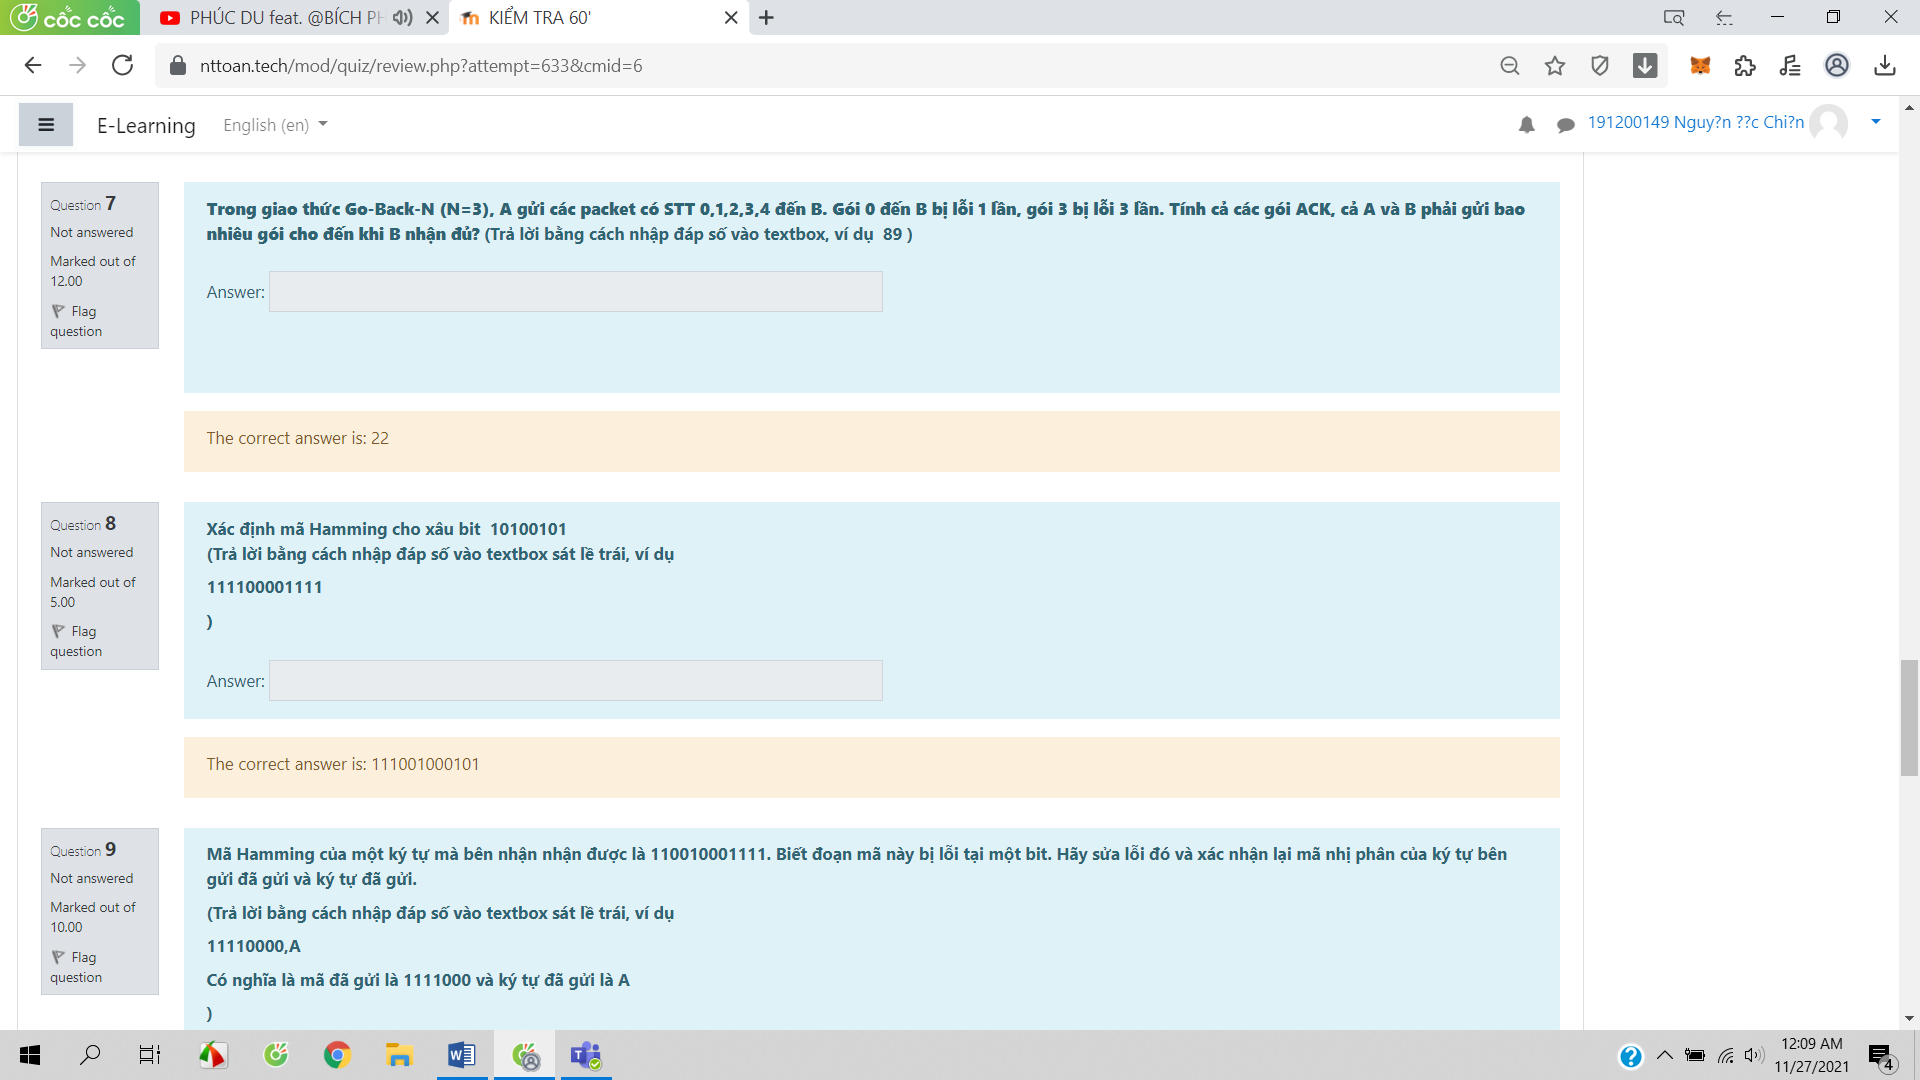 cốc cốc
PHÚC DU feat. @BÍCH PH
KIỂM TRA 60'
nttoan.tech/mod/quiz/review.php?attempt=633&cmid=6
E-Learning
English (en)
191200149 Nguy?n ??c Chi?n
Question 7
Not answered
Marked out of
12.00
Flag
question
Trong giao thức Go-Back-N (N=3), A gửi các packet có STT 0,1,2,3,4 đến B. Gói 0 đến B bị lỗi 1 lần, gói 3 bị lỗi 3 lần. Tính cả các gói ACK, cả A và B phải gửi bao
nhiêu gói cho đến khi B nhận đủ? (Trả lời bằng cách nhập đáp số vào textbox, ví dụ  89 )
Answer:
The correct answer is: 22
Question 8
Not answered
Marked out of
5.00
Flag
question
Xác định mã Hamming cho xâu bit  10100101
(Trả lời bằng cách nhập đáp số vào textbox sát lề trái, ví dụ
111100001111
)
Answer:
The correct answer is: 111001000101
Question 9
Not answered
Marked out of
10.00
Flag
question
Mã Hamming của một ký tự mà bên nhận nhận được là 110010001111. Biết đoạn mã này bị lỗi tại một bit. Hãy sửa lỗi đó và xác nhận lại mã nhị phân của ký tự bên
gửi đã gửi và ký tự đã gửi.
(Trả lời bằng cách nhập đáp số vào textbox sát lề trái, ví dụ
11110000,A
Có nghĩa là mã đã gửi là 1111000 và ký tự đã gửi là A
)
12:09 AM
11/27/2021
4